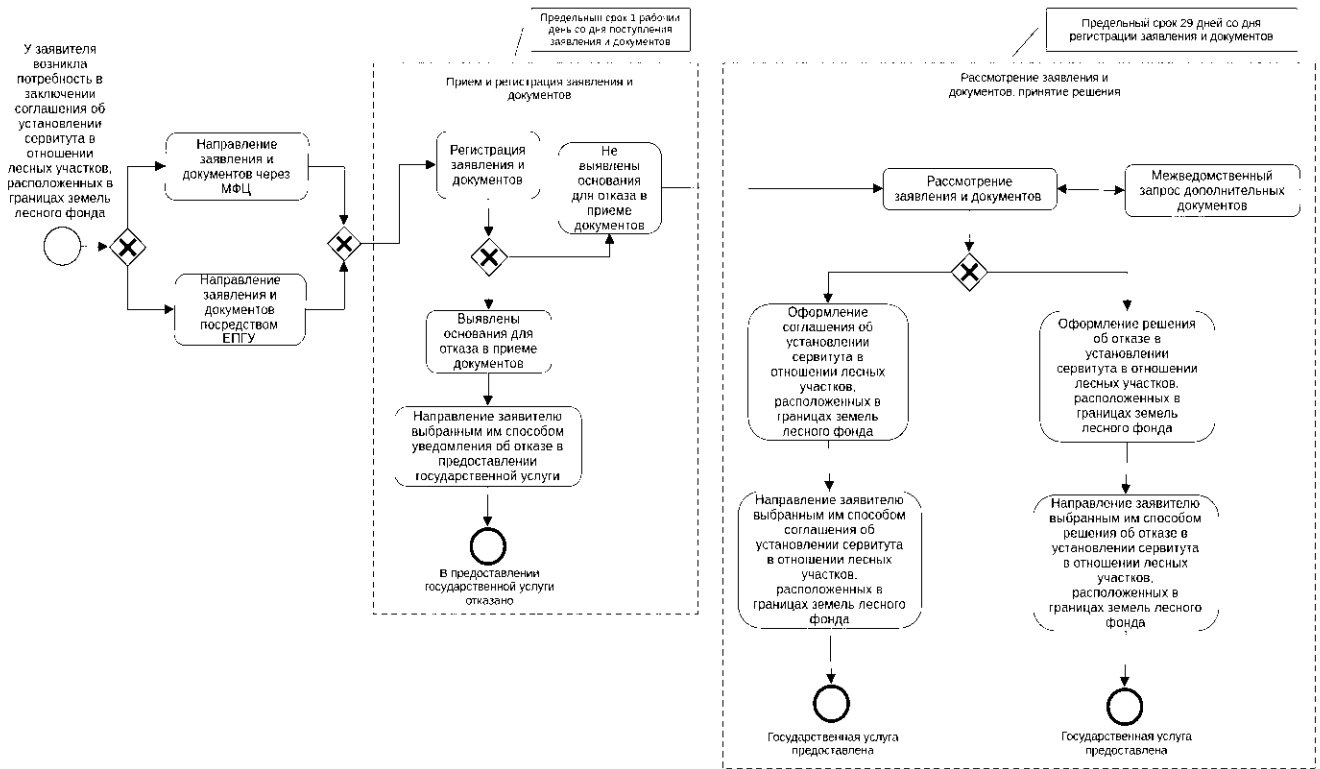 Предельный срок 1 рабочий
день со дня поступления
заявления и документов
Предельный срок 29 дней со дня
регистрации заявления и документов
У заявителя
возникла
потребность в
заключении
соглашения об
установлении
сервитута в
отношении
лесных участков,
расположенных в
границах земель
лесного фонда
Направление
заявления и
документов через
МФЦ
Направление
заявления и
документов
посредством
ЕПГУ
Прием и регистрация заявления и
документов
Регистрация
заявления и
документов
Не
выявлены
основания
для отказа в
приеме
документов
Выявлены
основания для
отказа в приеме
документов
Направление заявителю
выбранным им способом
уведомления об отказе в
предоставлении
государственной услуги
В предоставлении
государственной услуги
отказано
Рассмотрение заявления и
документов. принятие решения
Рассмотрение
заявления и документов
Межведомственный
запрос дополнительных
документов
Оформление
соглашения об
установлении
сервитута в
отношении лесных
участков,
расположенных в
границах земель
лесного фонда
Оформление решения
об отказе в
установлении
сервитута в отношении
лесных участков.
расположенных в
границах земель
лесного фонда
Направление заявителю
выбранным им способом
соглашения об
установлении сервитута
в отношении лесных
участков.
расположенных в
границах земель лесного
фонда
Направление заявителю
выбранным им способом
решения об отказе в
установлении сервитута
в отношении лесных
участков,
расположенных в
границах земель лесного
фонда
Государственная услуга
предоставлена
Государственная услуга
предоставлена